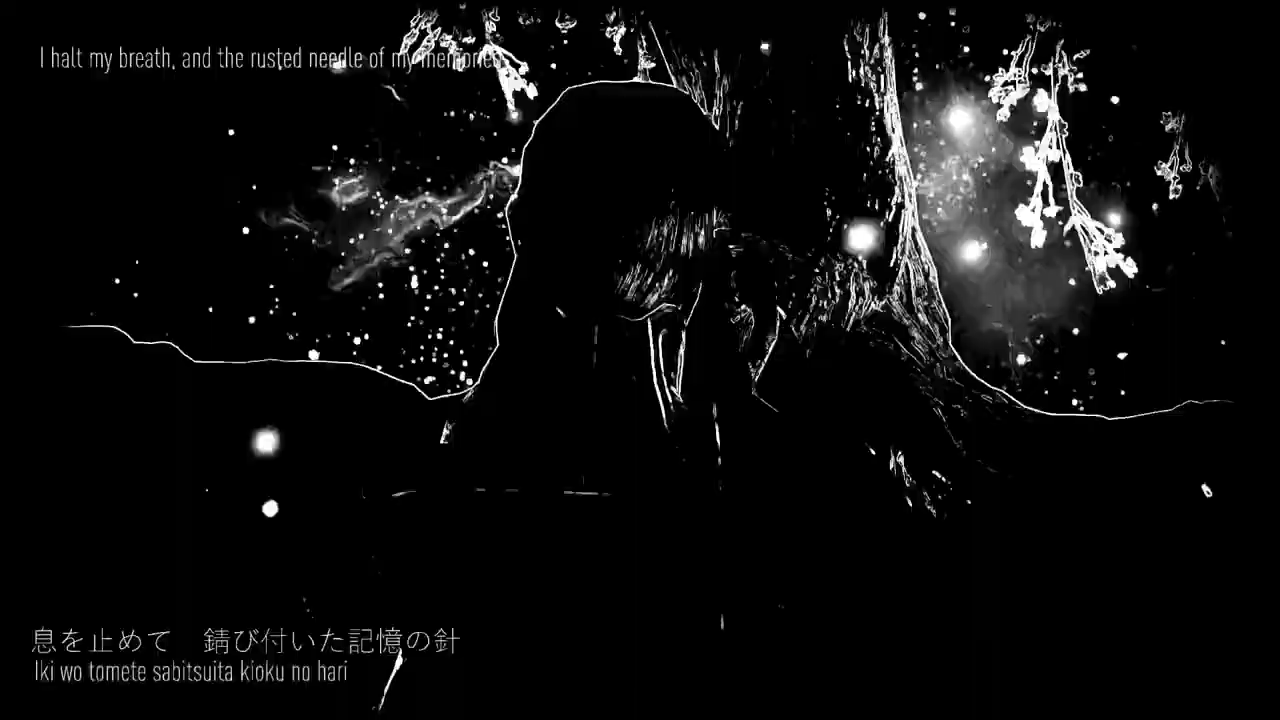 I halt my breath, and the rusted needle of my memories
息を止めて　錆び付いた記憶の針
Iki wo tomete sabitsuita kioku no hari